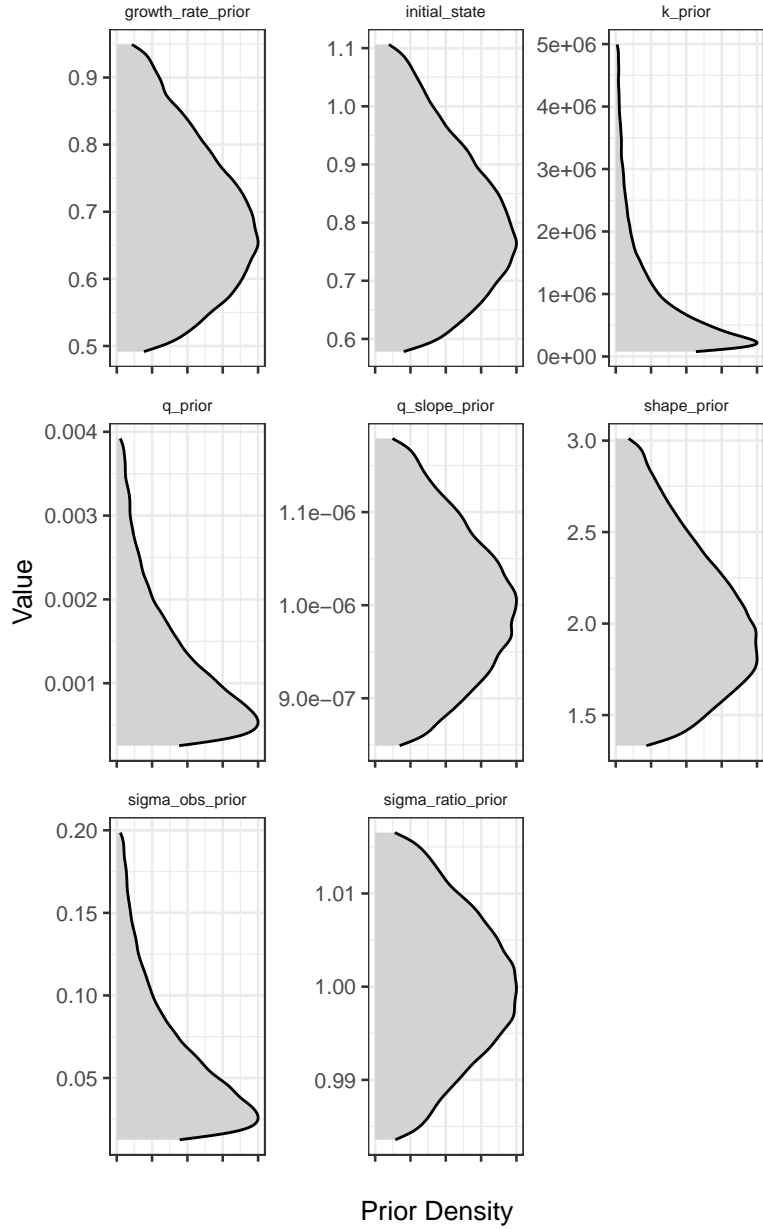 growth_rate_prior
0.9
0.8
0.7
0.6
0.5
initial_state
1.1
1.0
0.9
0.8
0.7
0.6
k_prior
5e+06
4e+06
3e+06
2e+06
1e+06
0e+00
q_prior
0.004
0.003
0.002
0.001
q_slope_prior
1.1e−06
1.0e−06
9.0e−07
shape_prior
3.0
2.5
2.0
1.5
sigma_obs_prior
0.20
0.15
0.10
0.05
sigma_ratio_prior
1.01
1.00
0.99
Value
Prior Density